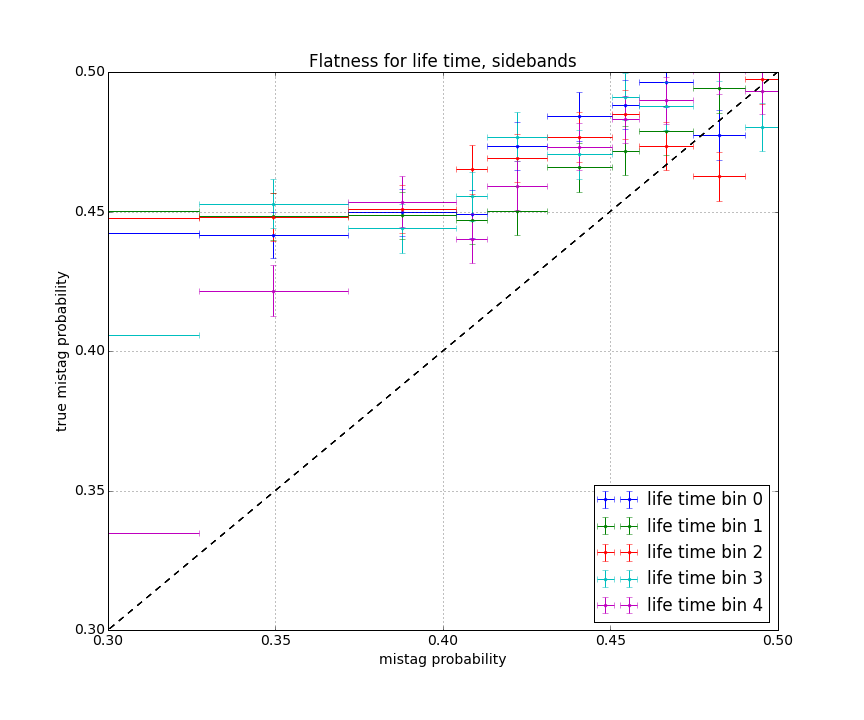 Flatness for life time, sidebands
0.50
0.45
0.40
0.35
0.30
true mistag probability
life time bin 0
life time bin 1
life time bin 2
life time bin 3
life time bin 4
0.30 0.35 0.40 0.45 0.50
mistag probability